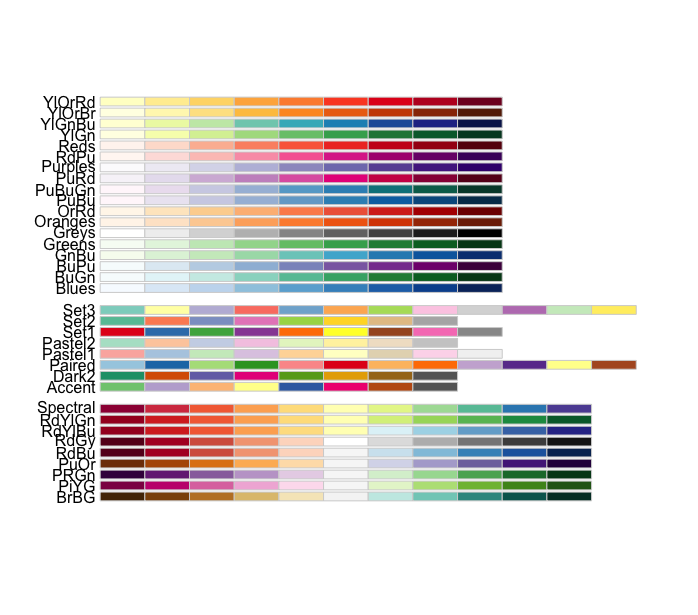 YlOrRd
YlOrBr
YlGnBu
YlGn
Reds
RdPu
Purples
PuRd
PuBuGn
PuBu
OrRd
Oranges
Greys
Greens
GnBu
BuPu
BuGn
Blues
Set3
Set2
Set1
Pastel2
Pastel1
Paired
Dark2
Accent
Spectral
RdYlGn
RdYlBu
RdGy
RdBu
PuOr
PRGn
PiYG
BrBG